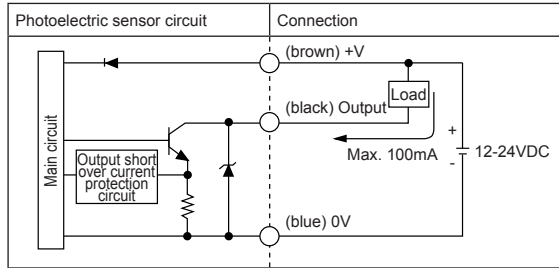 Photoelectric sensor circuit
Connection
(brown) +V
Load
(black) Output
Max. 100mA
+
-
12-24VDC
Main circuit
Output short
over current
protection
circuit
(blue) 0V